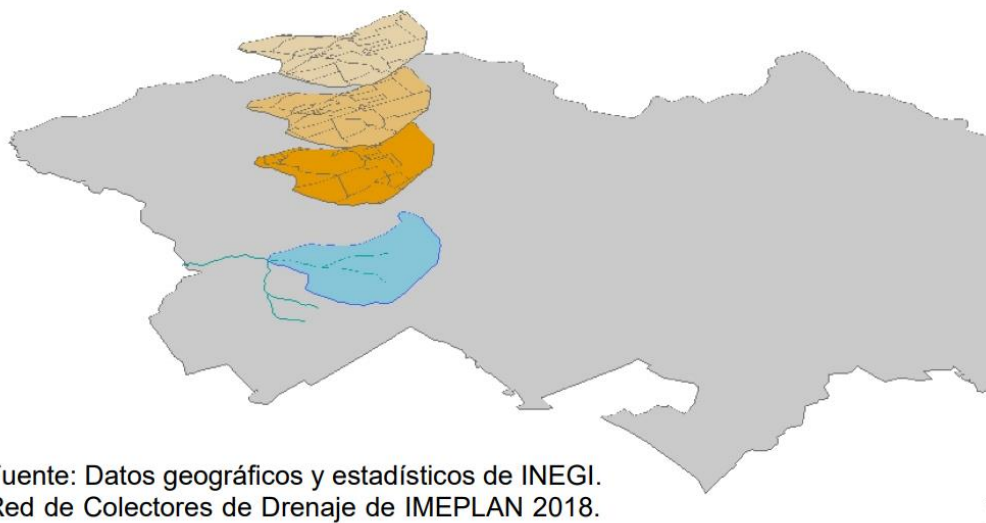 uente: Datos geográficos y estadísticos de INEGI.
Red de Colectores de Drenaje de IMEPLAN 2018.